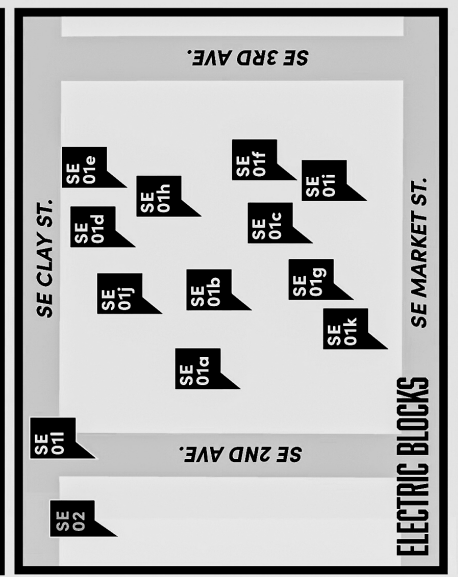 SE 3RD AVE.
SE
01e
SE
01h
SE
01f
SE
01i
SE
01d
SE
01c
SE CLAY ST.
SE MARKET ST.
SE
01j
SE
01b
SE
01g
SE
01k
SE
01a
SE
01l
SE 2ND AVE.
SE
02
ELECTRIC BLOCKS